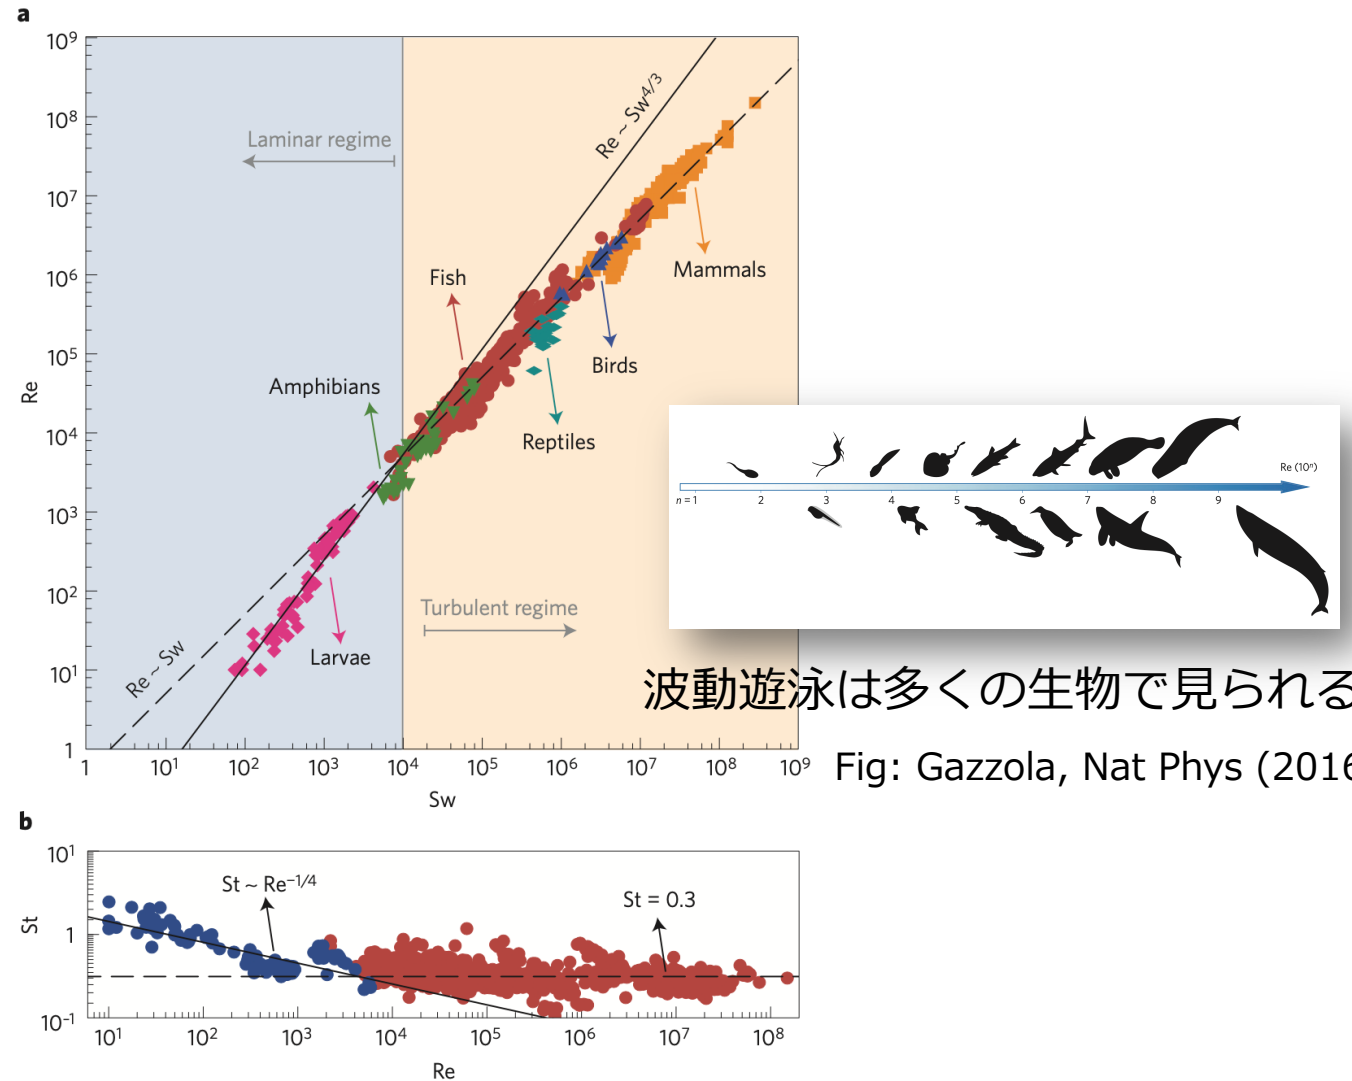 a
10⁹
10⁸
10⁷
10⁶
10⁵
10⁴
10³
10²
10¹
1
Re
Laminar regime
Re ~ Sw⁴/³
Fish
Mammals
Amphibians
Birds
Reptiles
Turbulent regime
Larvae
Re ~ Sw
1 10¹ 10² 10³ 10⁴ 10⁵ 10⁶ 10⁷ 10⁸ 10⁹
Sw
Re (10ⁿ)
n = 1 2 3 4 5 6 7 8 9
波動遊泳は多くの生物で見られる
Fig: Gazzola, Nat Phys (2016
b
10¹
1
10⁻¹
St
St ~ Re⁻¹/⁴
St = 0.3
10¹ 10² 10³ 10⁴ 10⁵ 10⁶ 10⁷ 10⁸
Re